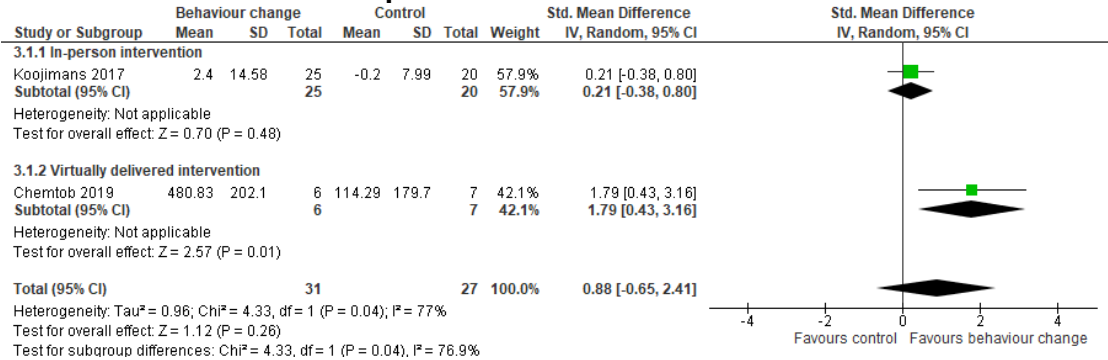 Behaviour change Control Std. Mean Difference Std. Mean Difference
Study or Subgroup Mean SD Total Mean SD Total Weight IV, Random, 95% CI IV, Random, 95% CI
3.1.1 In-person intervention
Koojimans 2017 2.4 14.58 25 -0.2 7.99 20 57.9% 0.21 [-0.38, 0.80]
Subtotal (95% CI) 25 20 57.9% 0.21 [-0.38, 0.80]
Heterogeneity: Not applicable
Test for overall effect: Z = 0.70 (P = 0.48)
3.1.2 Virtually delivered intervention
Chemtob 2019 480.83 202.1 6 114.29 179.7 7 42.1% 1.79 [0.43, 3.16]
Subtotal (95% CI) 6 7 42.1% 1.79 [0.43, 3.16]
Heterogeneity: Not applicable
Test for overall effect: Z = 2.57 (P = 0.01)
Total (95% CI) 31 27 100.0% 0.88 [-0.65, 2.41]
Heterogeneity: Tau² = 0.96; Chi² = 4.33, df = 1 (P = 0.04); I² = 77%
Test for overall effect: Z = 1.12 (P = 0.26)
Test for subgroup differences: Chi² = 4.33, df = 1 (P = 0.04), I² = 76.9%
-4 -2 0 2 4
Favours control Favours behaviour change